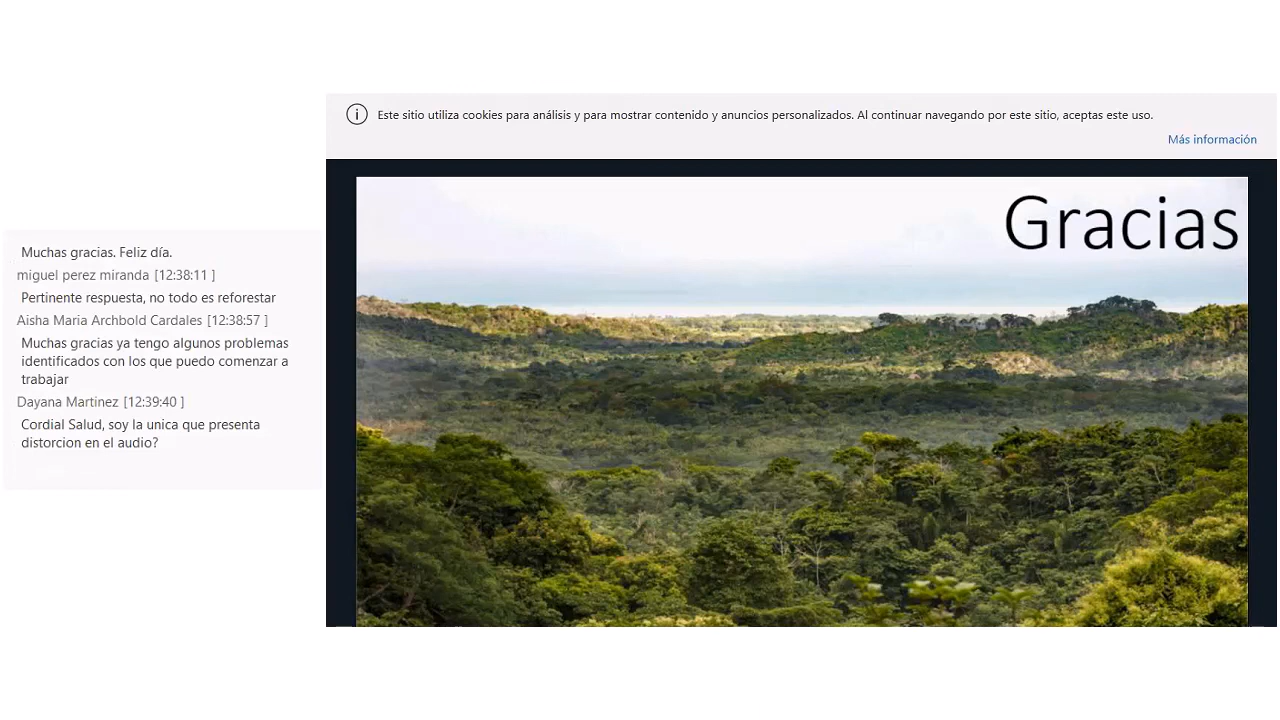 Muchas gracias. Feliz día.
miguel perez miranda [12:38:11 ]
Pertinente respuesta, no todo es reforestar
Aisha Maria Archbold Cardales [12:38:57 ]
Muchas gracias ya tengo algunos problemas
identificados con los que puedo comenzar a
trabajar
Dayana Martinez [12:39:40 ]
Cordial Salud, soy la unica que presenta
distorcion en el audio?
Este sitio utiliza cookies para análisis y para mostrar contenido y anuncios personalizados. Al continuar navegando por este sitio, aceptas este uso.
Más información
Gracias